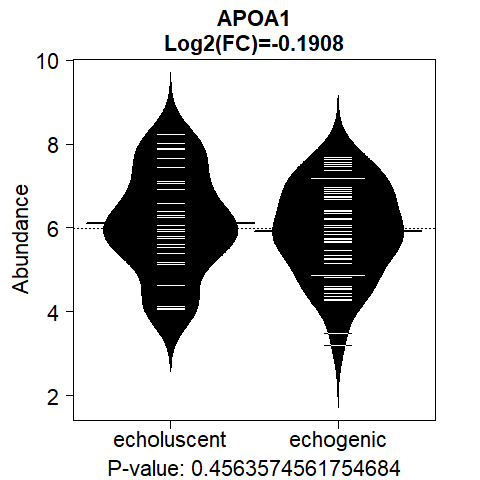 APOA1
Log2(FC)=-0.1908
Abundance
10
8
6
4
2
echoluscent echogenic
P-value: 0.4563574561754684